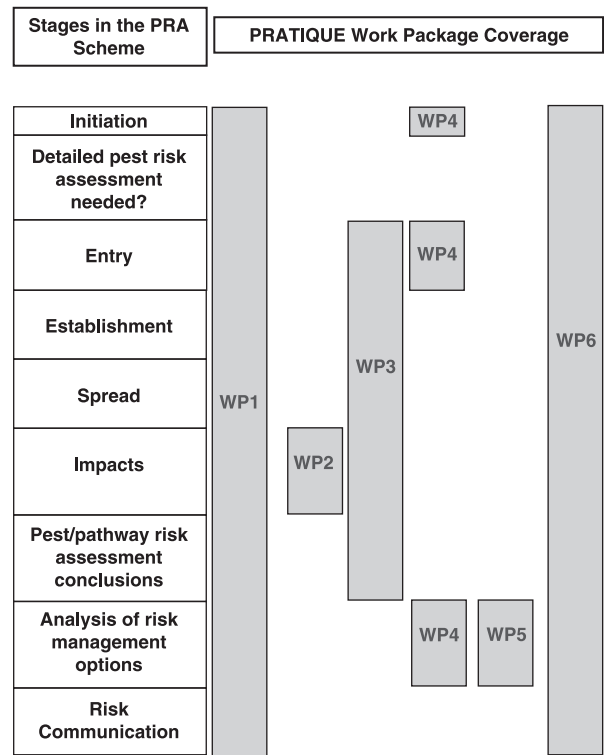 Stages in the PRA
Scheme
PRATIQUE Work Package Coverage
Initiation
WP4
Detailed pest risk
assessment
needed?
Entry
WP4
Establishment
WP6
WP3
Spread
WP1
Impacts
WP2
Pest/pathway risk
assessment
conclusions
Analysis of risk
management
options
WP4
WP5
Risk
Communication